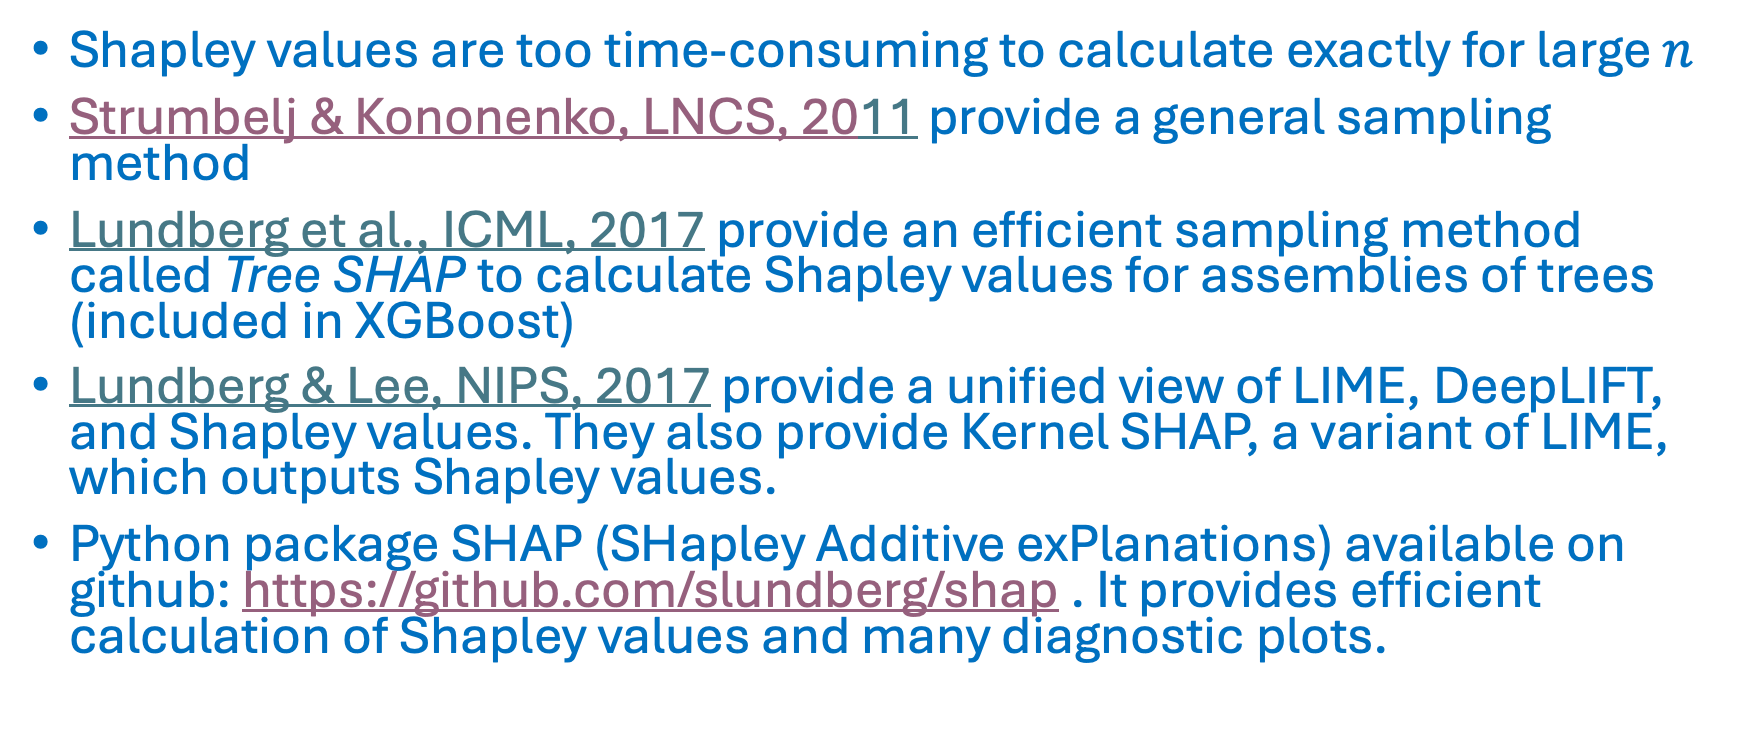 • Shapley values are too time-consuming to calculate exactly for large n
• Strumbelj & Kononenko, LNCS, 2011 provide a general sampling
method
• Lundberg et al., ICML, 2017 provide an efficient sampling method
called Tree SHAP to calculate Shapley values for assemblies of trees
(included in XGBoost)
• Lundberg & Lee, NIPS, 2017 provide a unified view of LIME, DeepLIFT,
and Shapley values. They also provide Kernel SHAP, a variant of LIME,
which outputs Shapley values.
• Python package SHAP (SHapley Additive exPlanations) available on
github: https://github.com/slundberg/shap . It provides efficient
calculation of Shapley values and many diagnostic plots.